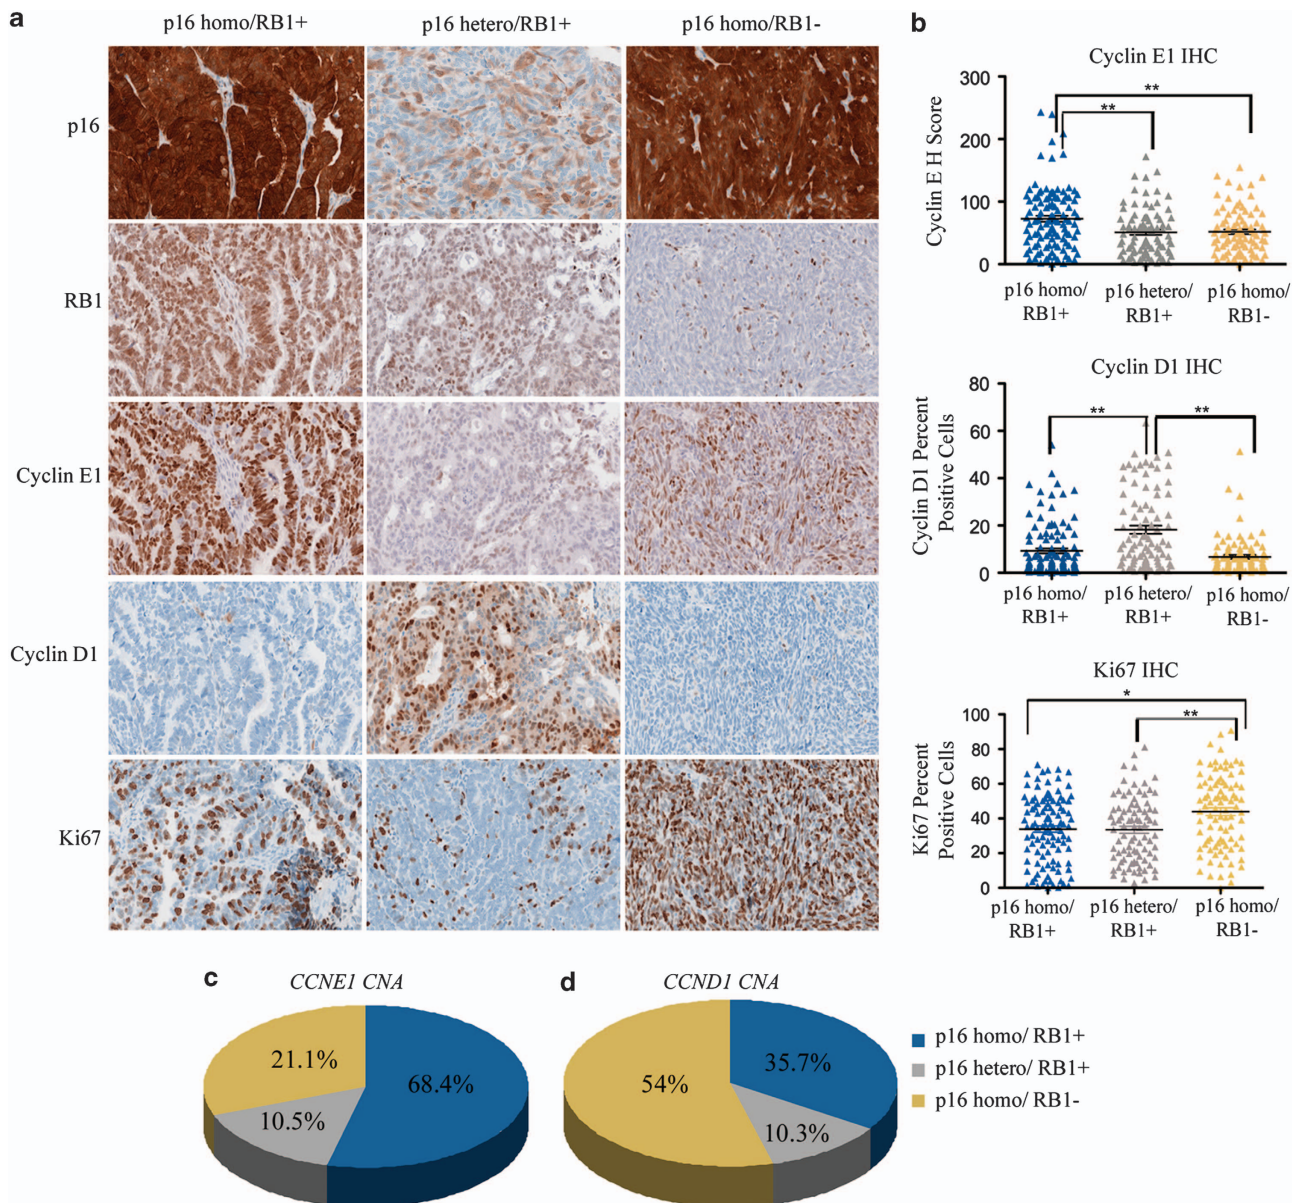 a
p16 homo/RB1+
p16 hetero/RB1+
p16 homo/RB1-
p16
RB1
Cyclin E1
Cyclin D1
Ki67
b
Cyclin E1 IHC
300
200
100
0
Cyclin E H Score
**
**
p16 homo/
RB1+
p16 hetero/
RB1+
p16 homo/
RB1-
Cyclin D1 IHC
80
60
40
20
0
Cyclin D1 Percent
Positive Cells
**
**
p16 homo/
RB1+
p16 hetero/
RB1+
p16 homo/
RB1-
Ki67 IHC
100
80
60
40
20
0
Ki67 Percent
Positive Cells
*
**
p16 homo/
RB1+
p16 hetero/
RB1+
p16 homo/
RB1-
c
CCNE1 CNA
21.1%
68.4%
10.5%
d
CCND1 CNA
35.7%
54%
10.3%
p16 homo/ RB1+
p16 hetero/ RB1+
p16 homo/ RB1-